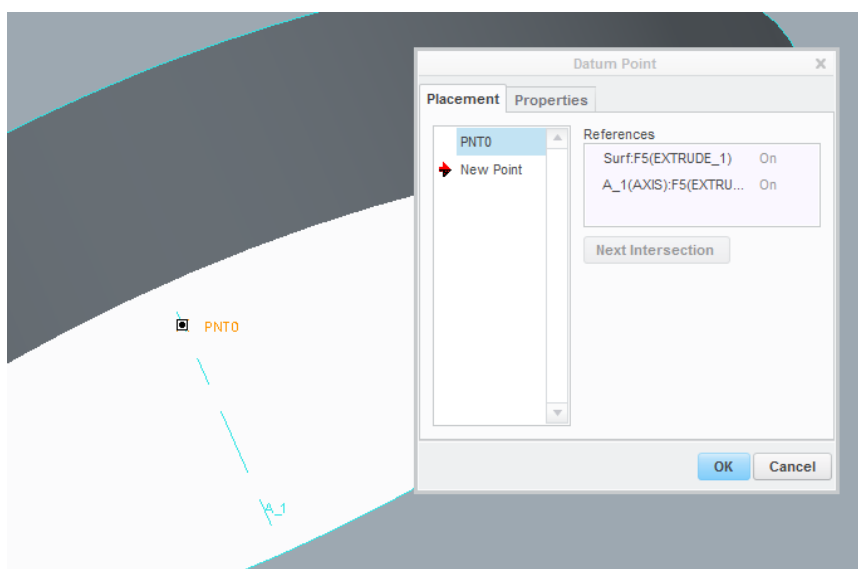 Datum Point
Placement Properties
PNT0
New Point
References
Surf:F5(EXTRUDE_1) On
A_1(AXIS):F5(EXTRU... On
Next Intersection
OK Cancel
PNT0
A_1